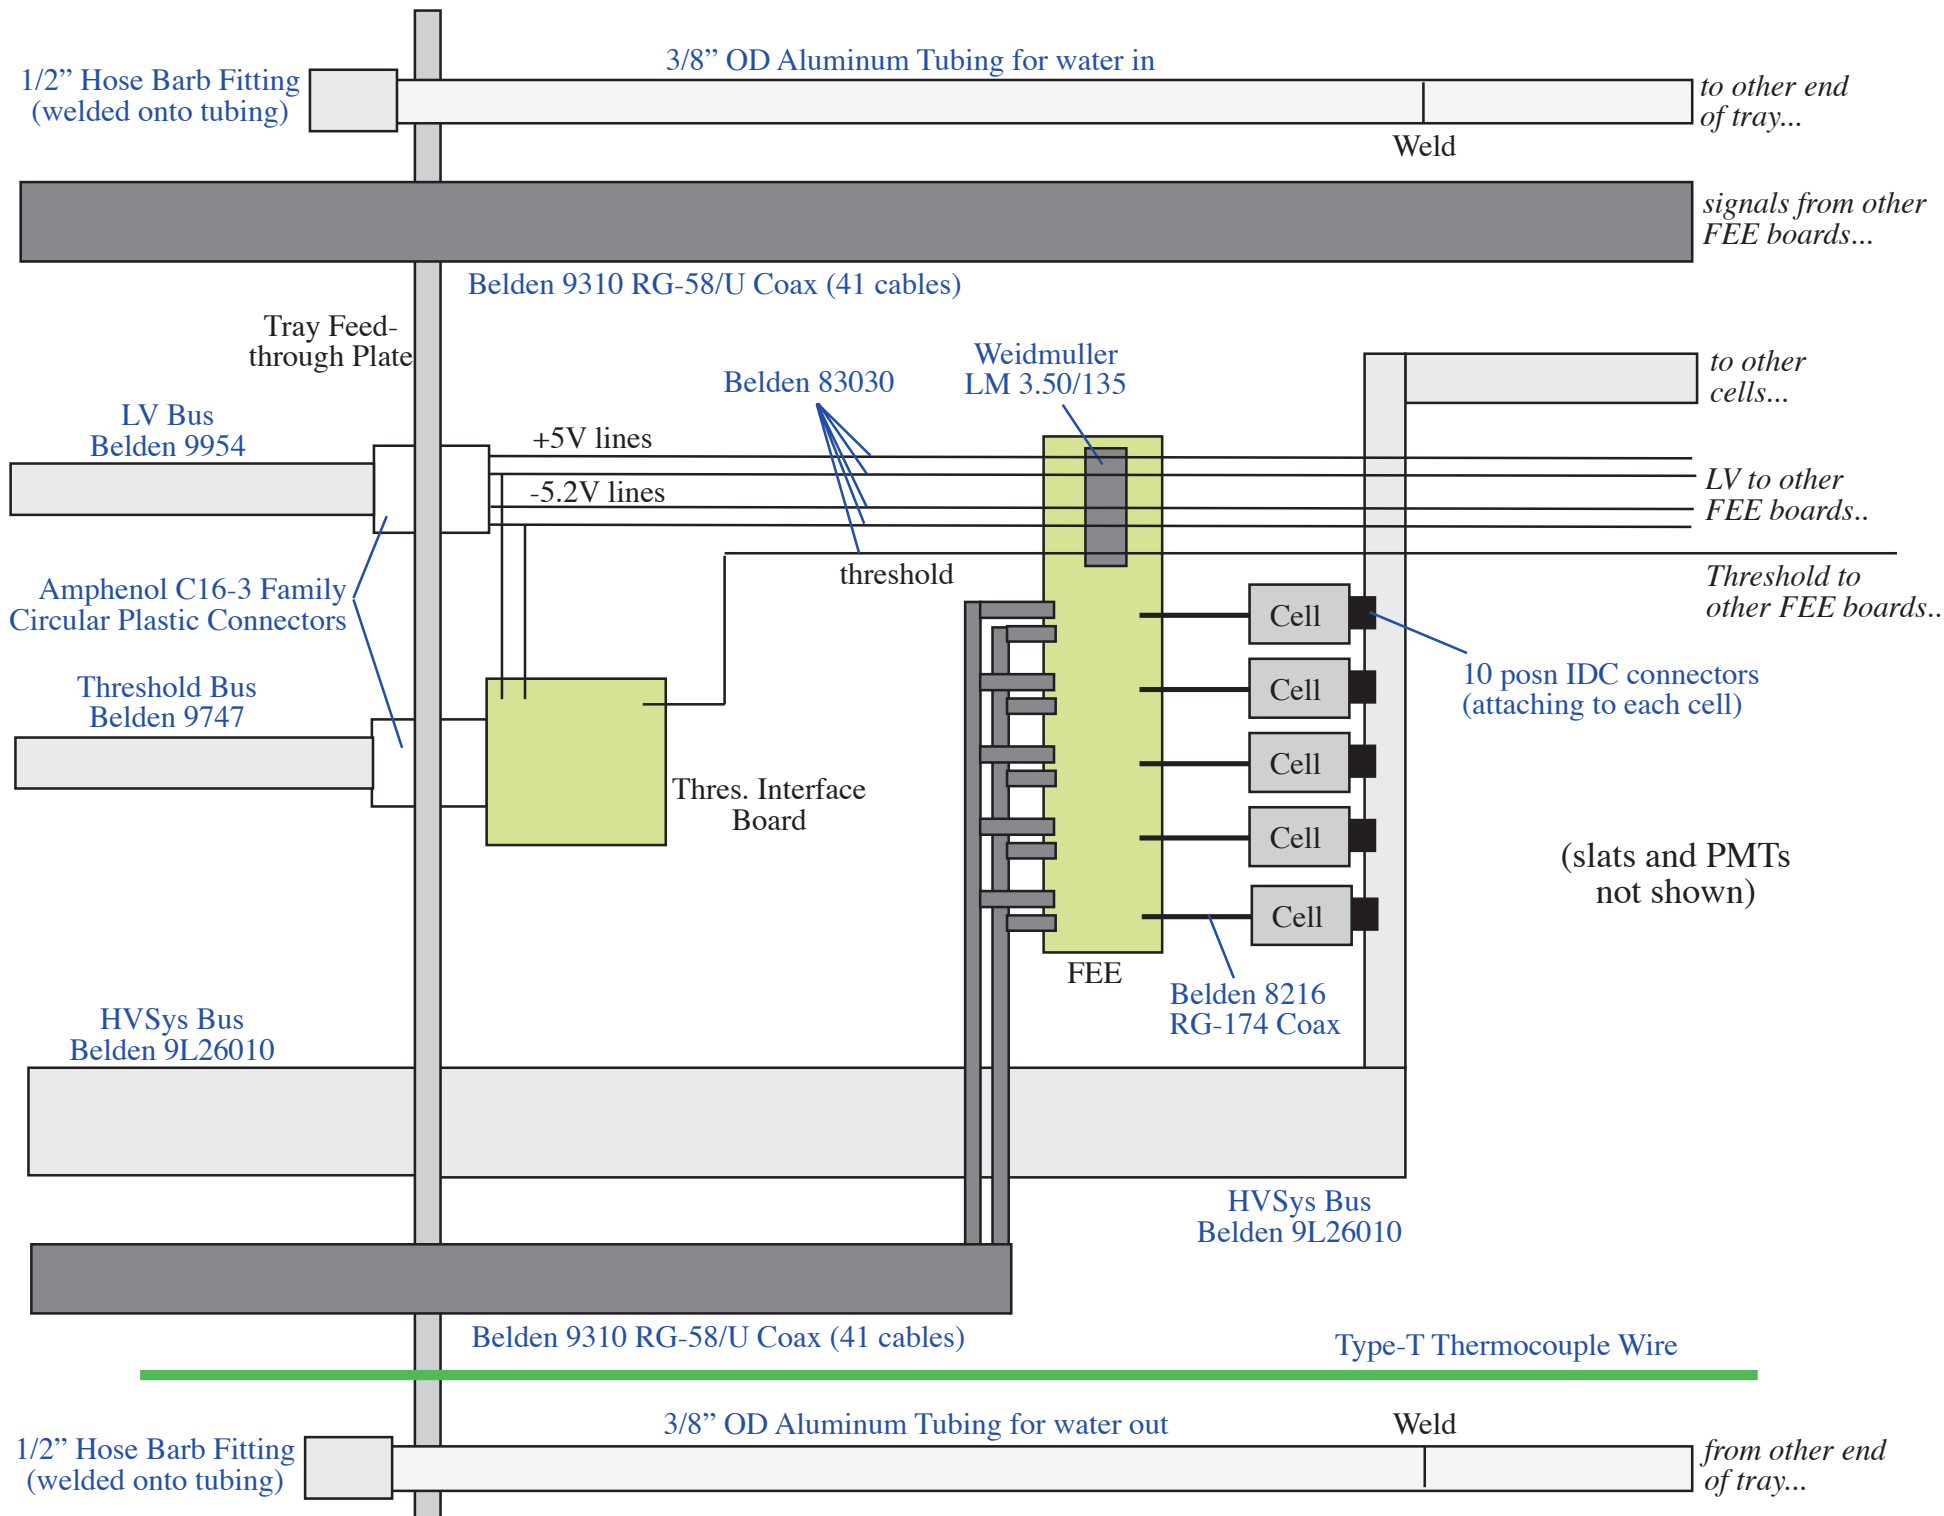 3/8” OD Aluminum Tubing for water in
1/2” Hose Barb Fitting
(welded onto tubing)
to other end
of tray...
Weld
signals from other
FEE boards...
Belden 9310 RG-58/U Coax (41 cables)
Tray Feed-
through Plate
Weidmuller
LM 3.50/135
Belden 83030
to other
cells...
LV Bus
Belden 9954
+5V lines
-5.2V lines
LV to other
FEE boards..
threshold
Threshold to
other FEE boards..
Amphenol C16-3 Family
Circular Plastic Connectors
Cell
Cell
Cell
Cell
Cell
10 posn IDC connectors
(attaching to each cell)
Threshold Bus
Belden 9747
Thres. Interface
Board
(slats and PMTs
not shown)
FEE
Belden 8216
RG-174 Coax
HVSys Bus
Belden 9L26010
HVSys Bus
Belden 9L26010
Belden 9310 RG-58/U Coax (41 cables)
Type-T Thermocouple Wire
3/8” OD Aluminum Tubing for water out
Weld
1/2” Hose Barb Fitting
(welded onto tubing)
from other end
of tray...